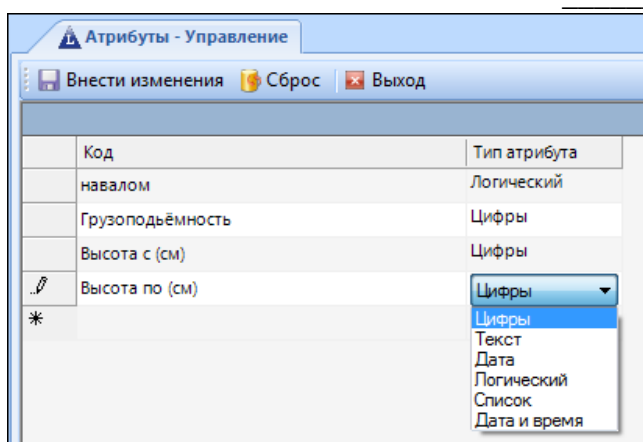 Атрибуты - Управление
Внести изменения Сброс Выход
Код Тип атрибута
навалом Логический
Грузоподьёмность Цифры
Высота с (см) Цифры
Высота по (см) Цифры
Цифры
Текст
Дата
Логический
Список
Дата и время